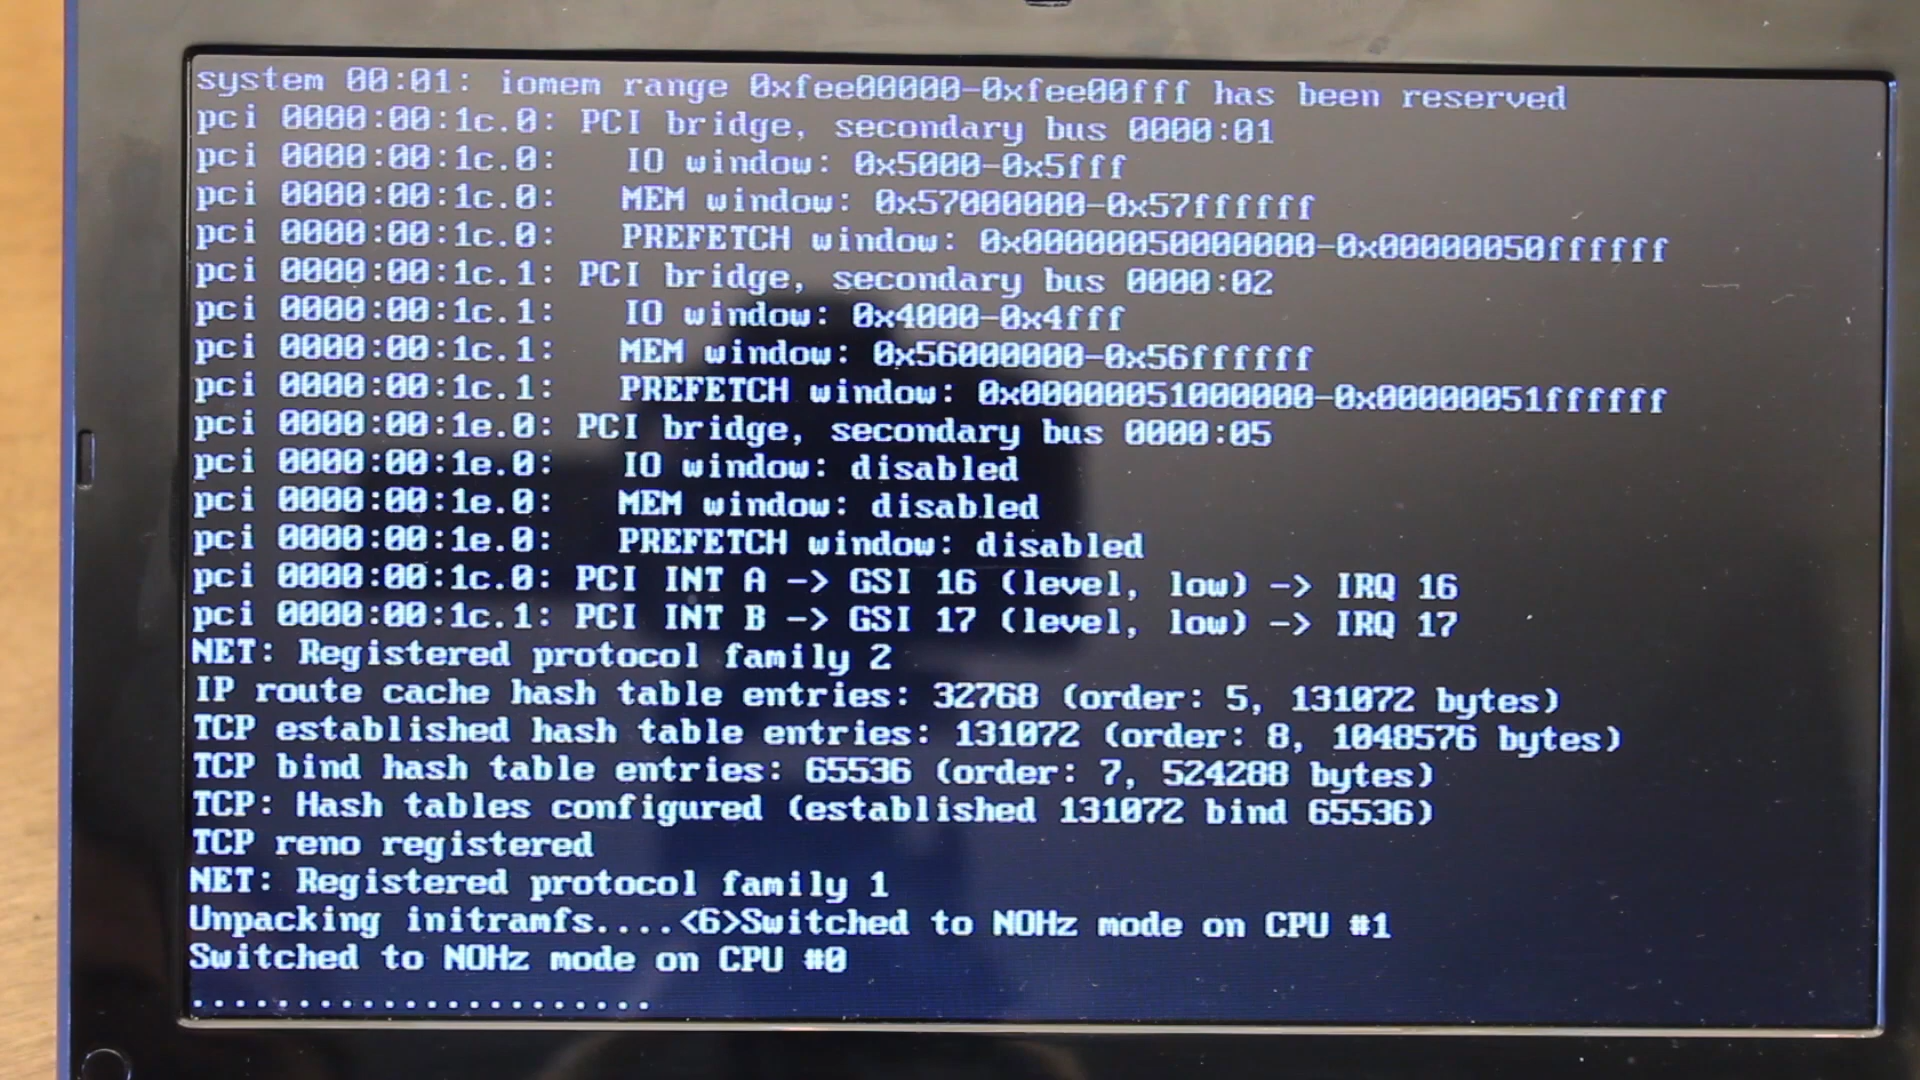 system 00:01: iomem range 0xfee00000-0xfee00fff has been reserved
pci 0000:00:1c.0: PCI bridge, secondary bus 0000:01
pci 0000:00:1c.0:   IO window: 0x5000-0x5fff
pci 0000:00:1c.0:   MEM window: 0x57000000-0x57ffffff
pci 0000:00:1c.0:   PREFETCH window: 0x00000050000000-0x00000050ffffff
pci 0000:00:1c.1: PCI bridge, secondary bus 0000:02
pci 0000:00:1c.1:   IO window: 0x4000-0x4fff
pci 0000:00:1c.1:   MEM window: 0x56000000-0x56ffffff
pci 0000:00:1c.1:   PREFETCH window: 0x00000051000000-0x00000051ffffff
pci 0000:00:1e.0: PCI bridge, secondary bus 0000:05
pci 0000:00:1e.0:   IO window: disabled
pci 0000:00:1e.0:   MEM window: disabled
pci 0000:00:1e.0:   PREFETCH window: disabled
pci 0000:00:1c.0: PCI INT A -> GSI 16 (level, low) -> IRQ 16
pci 0000:00:1c.1: PCI INT B -> GSI 17 (level, low) -> IRQ 17
NET: Registered protocol family 2
IP route cache hash table entries: 32768 (order: 5, 131072 bytes)
TCP established hash table entries: 131072 (order: 8, 1048576 bytes)
TCP bind hash table entries: 65536 (order: 7, 524288 bytes)
TCP: Hash tables configured (established 131072 bind 65536)
TCP reno registered
NET: Registered protocol family 1
Unpacking initramfs....<6>Switched to NOHz mode on CPU #1
Switched to NOHz mode on CPU #0
......................